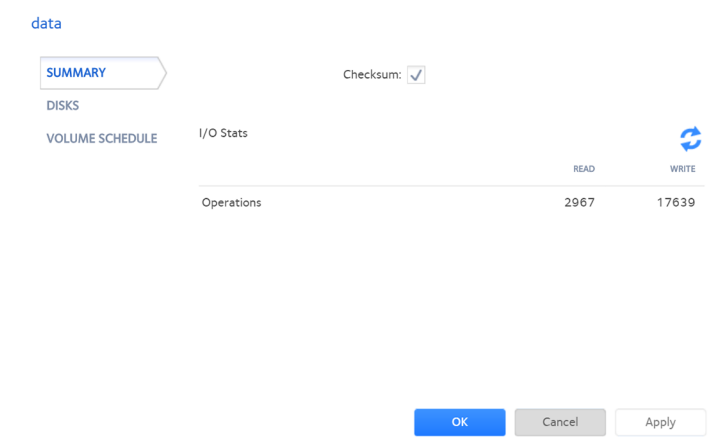 data
SUMMARY
DISKS
VOLUME SCHEDULE
Checksum:
I/O Stats
READ WRITE
Operations 2967 17639
OK Cancel Apply